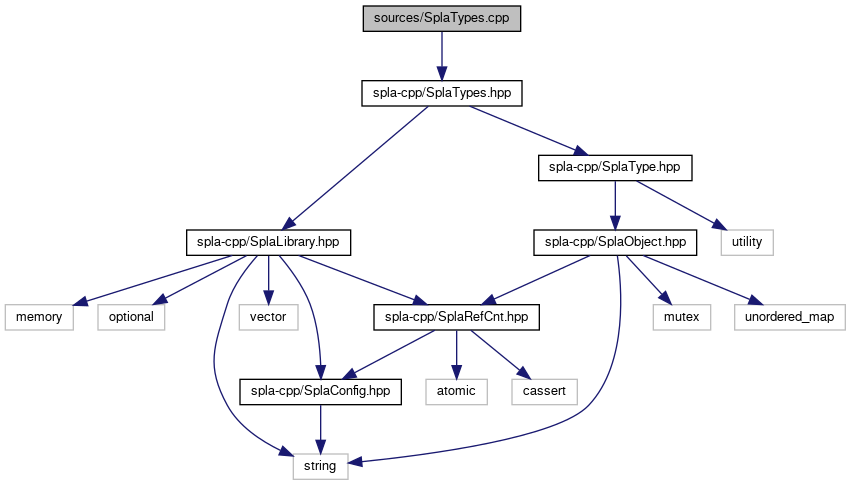 sources/SplaTypes.cpp
spla-cpp/SplaTypes.hpp
spla-cpp/SplaType.hpp
spla-cpp/SplaLibrary.hpp
spla-cpp/SplaObject.hpp
utility
memory
optional
vector
spla-cpp/SplaRefCnt.hpp
mutex
unordered_map
spla-cpp/SplaConfig.hpp
atomic
cassert
string